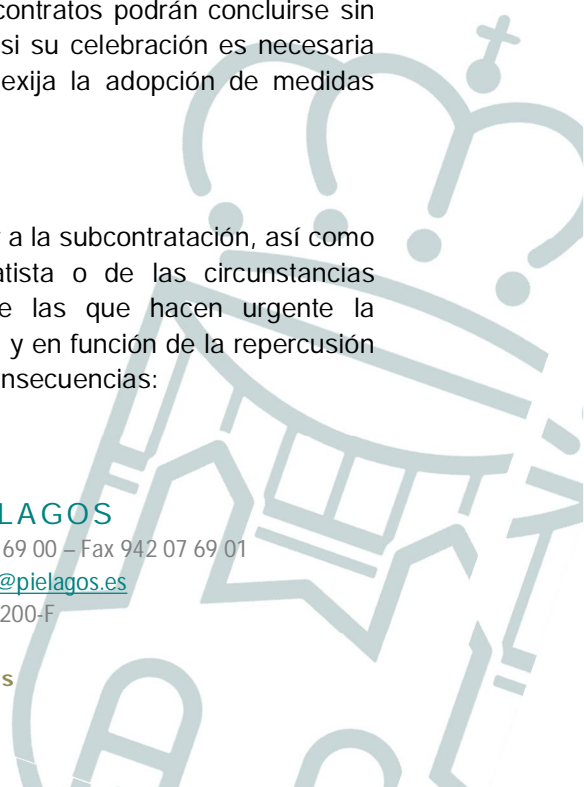 contratos podrán concluirse sin
si su celebración es necesaria
exija la adopción de medidas
a la subcontratación, así como
atista o de las circunstancias
e las que hacen urgente la
y en función de la repercusión
onsecuencias:
LAGOS
69 00 – Fax 942 07 69 01
@pielagos.es
200-F
s